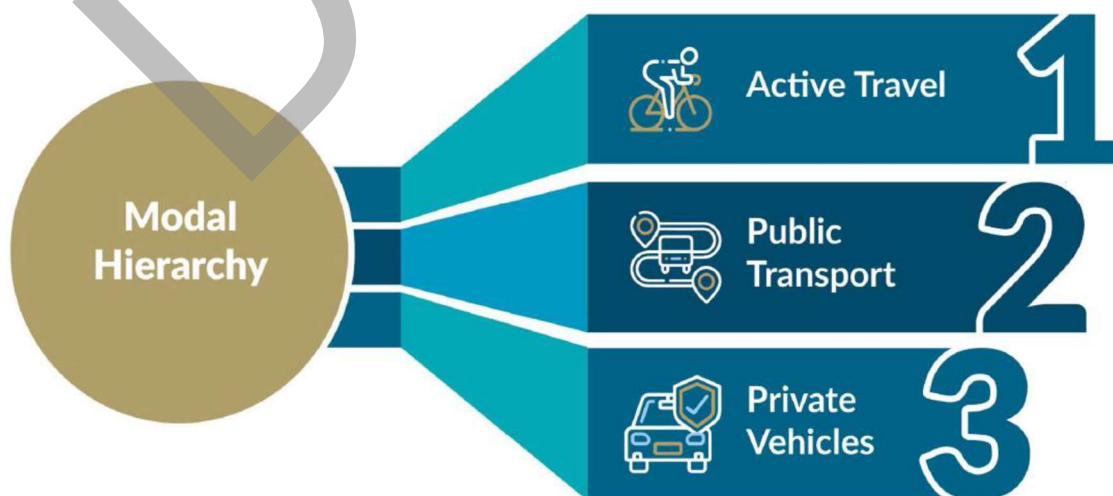 Modal
Hierarchy
Active Travel
1
Public
Transport
2
Private
Vehicles
3